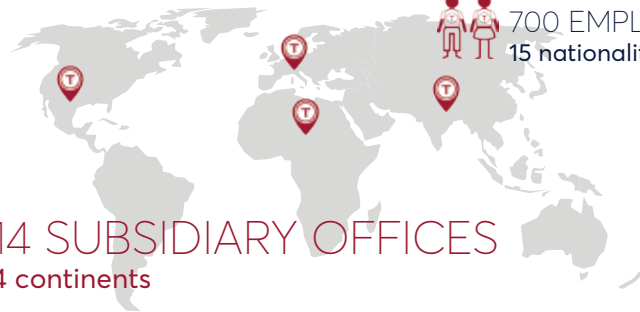 700 EMPL
15 nationalit
T
T
T
T
14 SUBSIDIARY OFFICES
4 continents